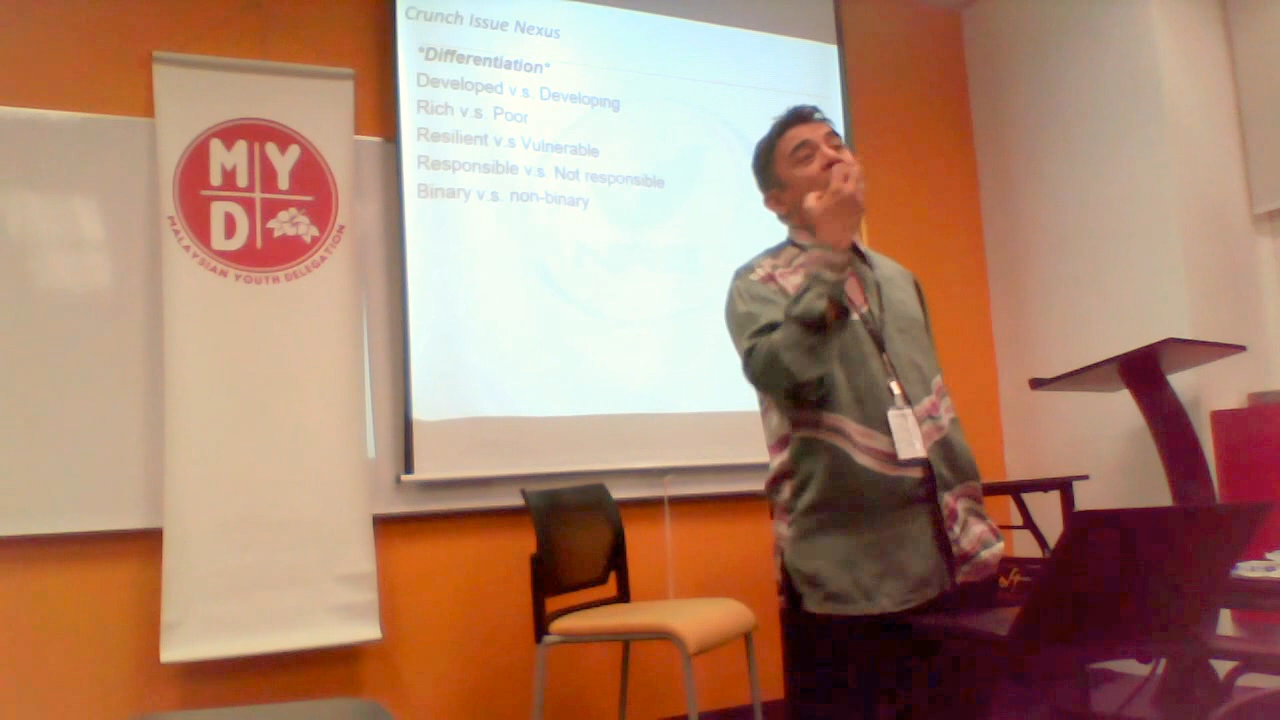 Crunch Issue Nexus
*Differentiation*
Developed v.s. Developing
Rich v.s. Poor
Resilient v.s Vulnerable
Responsible v.s. Not responsible
Binary v.s. non-binary
MY
D
MALAYSIAN YOUTH DELEGATION